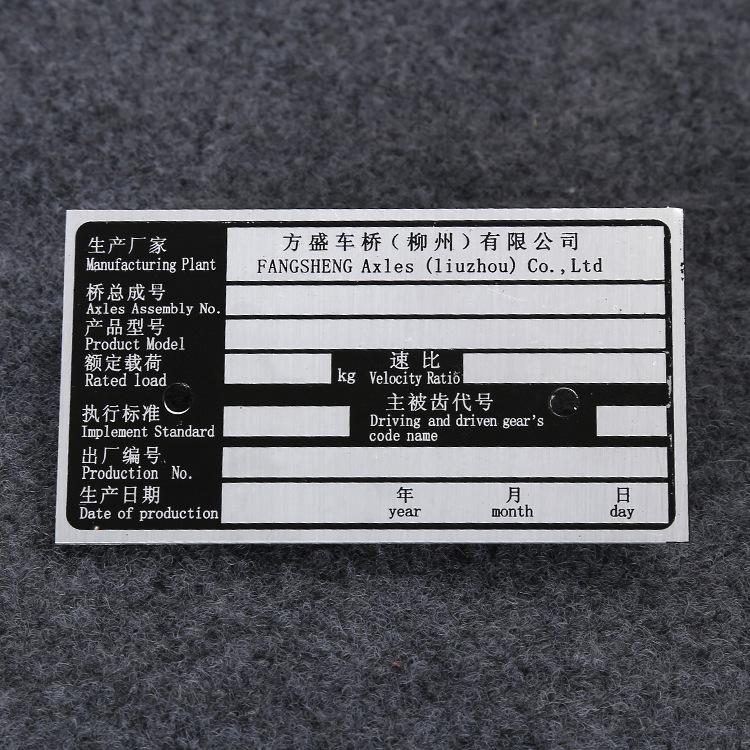 生产厂家 方盛车桥（柳州）有限公司
Manufacturing Plant FANGSHENG Axles (liuzhou) Co.,Ltd
桥总成号
Axles Assembly No.
产品型号
Product Model
额定载荷 速比
Rated load kg Velocity Ratio
执行标准 主被齿代号
Implement Standard Driving and driven gear's
code name
出厂编号
Production No.
生产日期 年 月 日
Date of production year month day